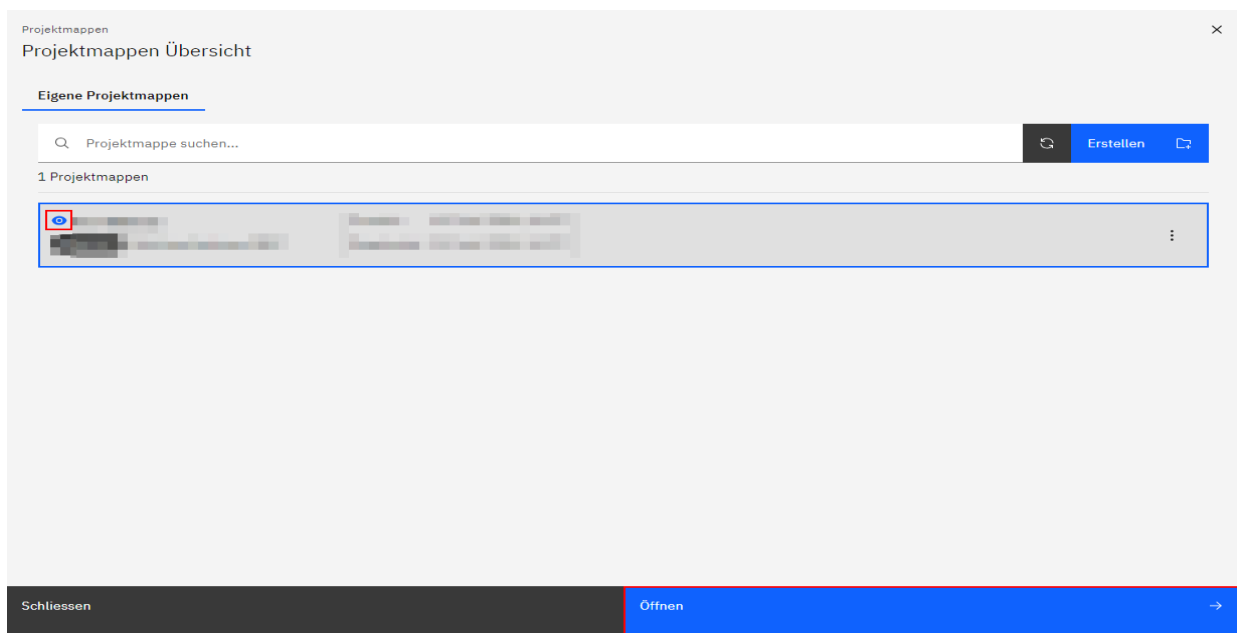 Projektmappen
Projektmappen Übersicht
Eigene Projektmappen
Projektmappe suchen...
Erstellen
1 Projektmappen
Schliessen
Öffnen